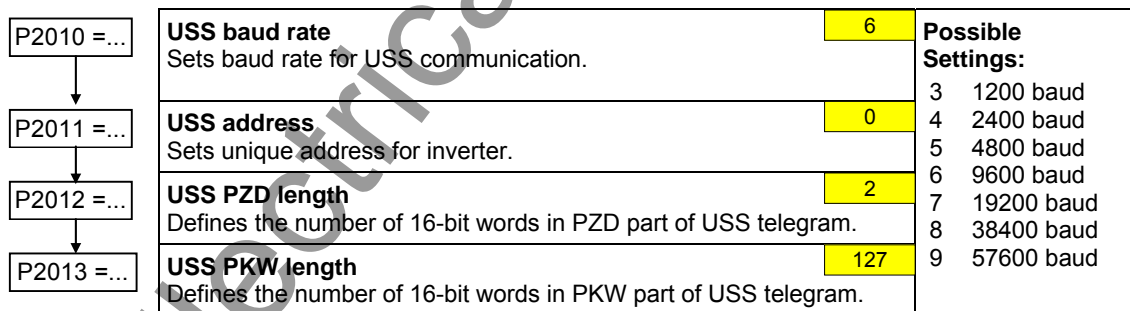 P2010 =...
USS baud rate 6
Sets baud rate for USS communication.
P2011 =...
USS address 0
Sets unique address for inverter.
P2012 =...
USS PZD length 2
Defines the number of 16-bit words in PZD part of USS telegram.
P2013 =...
USS PKW length 127
Defines the number of 16-bit words in PKW part of USS telegram.
Possible
Settings:
3 1200 baud
4 2400 baud
5 4800 baud
6 9600 baud
7 19200 baud
8 38400 baud
9 57600 baud